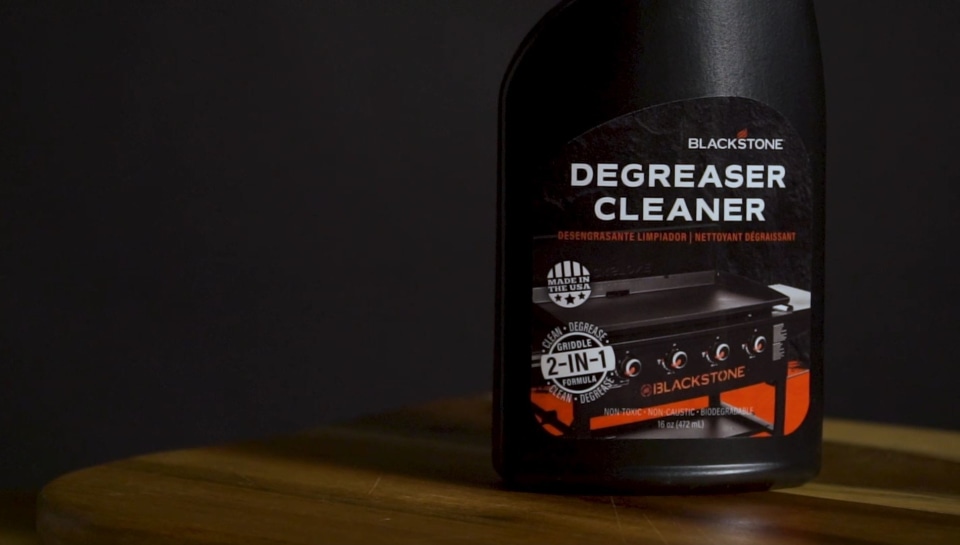 BLACKSTONE
DEGREASER
CLEANER
DESENGRASANTE LIMPIADOR | NETTOYANT DÉGRAISSANT
MADE IN
THE USA
CLEAN • DEGREASE
GRIDDLE
2-IN-1
FORMULA
CLEAN • DEGREASE
BLACKSTONE
NON-TOXIC • NON-CAUSTIC • BIODEGRADABLE
16 oz (472 mL)